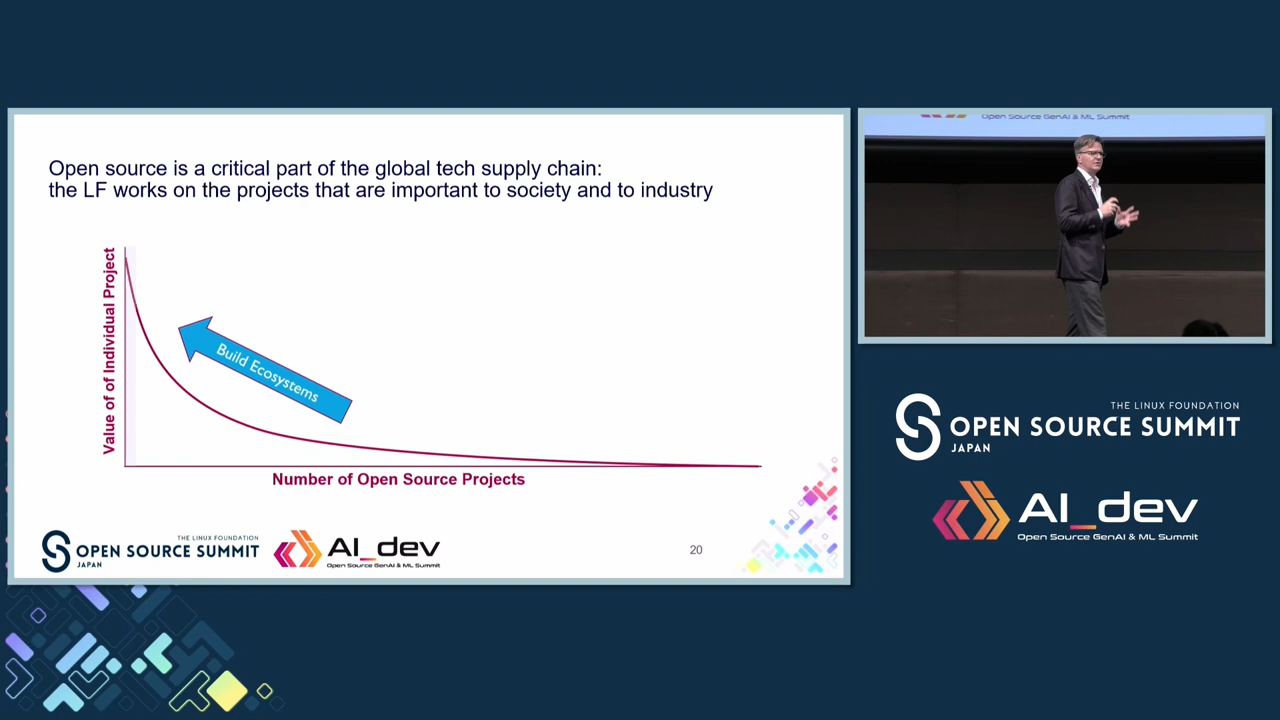 Open source is a critical part of the global tech supply chain:
the LF works on the projects that are important to society and to industry
Value of of Individual Project
Build Ecosystems
Number of Open Source Projects
THE LINUX FOUNDATION
OPEN SOURCE SUMMIT
JAPAN
AI_dev
Open Source GenAI & ML Summit
20
Open Source GenAI & ML Summit
THE LINUX FOUNDATION
OPEN SOURCE SUMMIT
JAPAN
AI_dev
Open Source GenAI & ML Summit